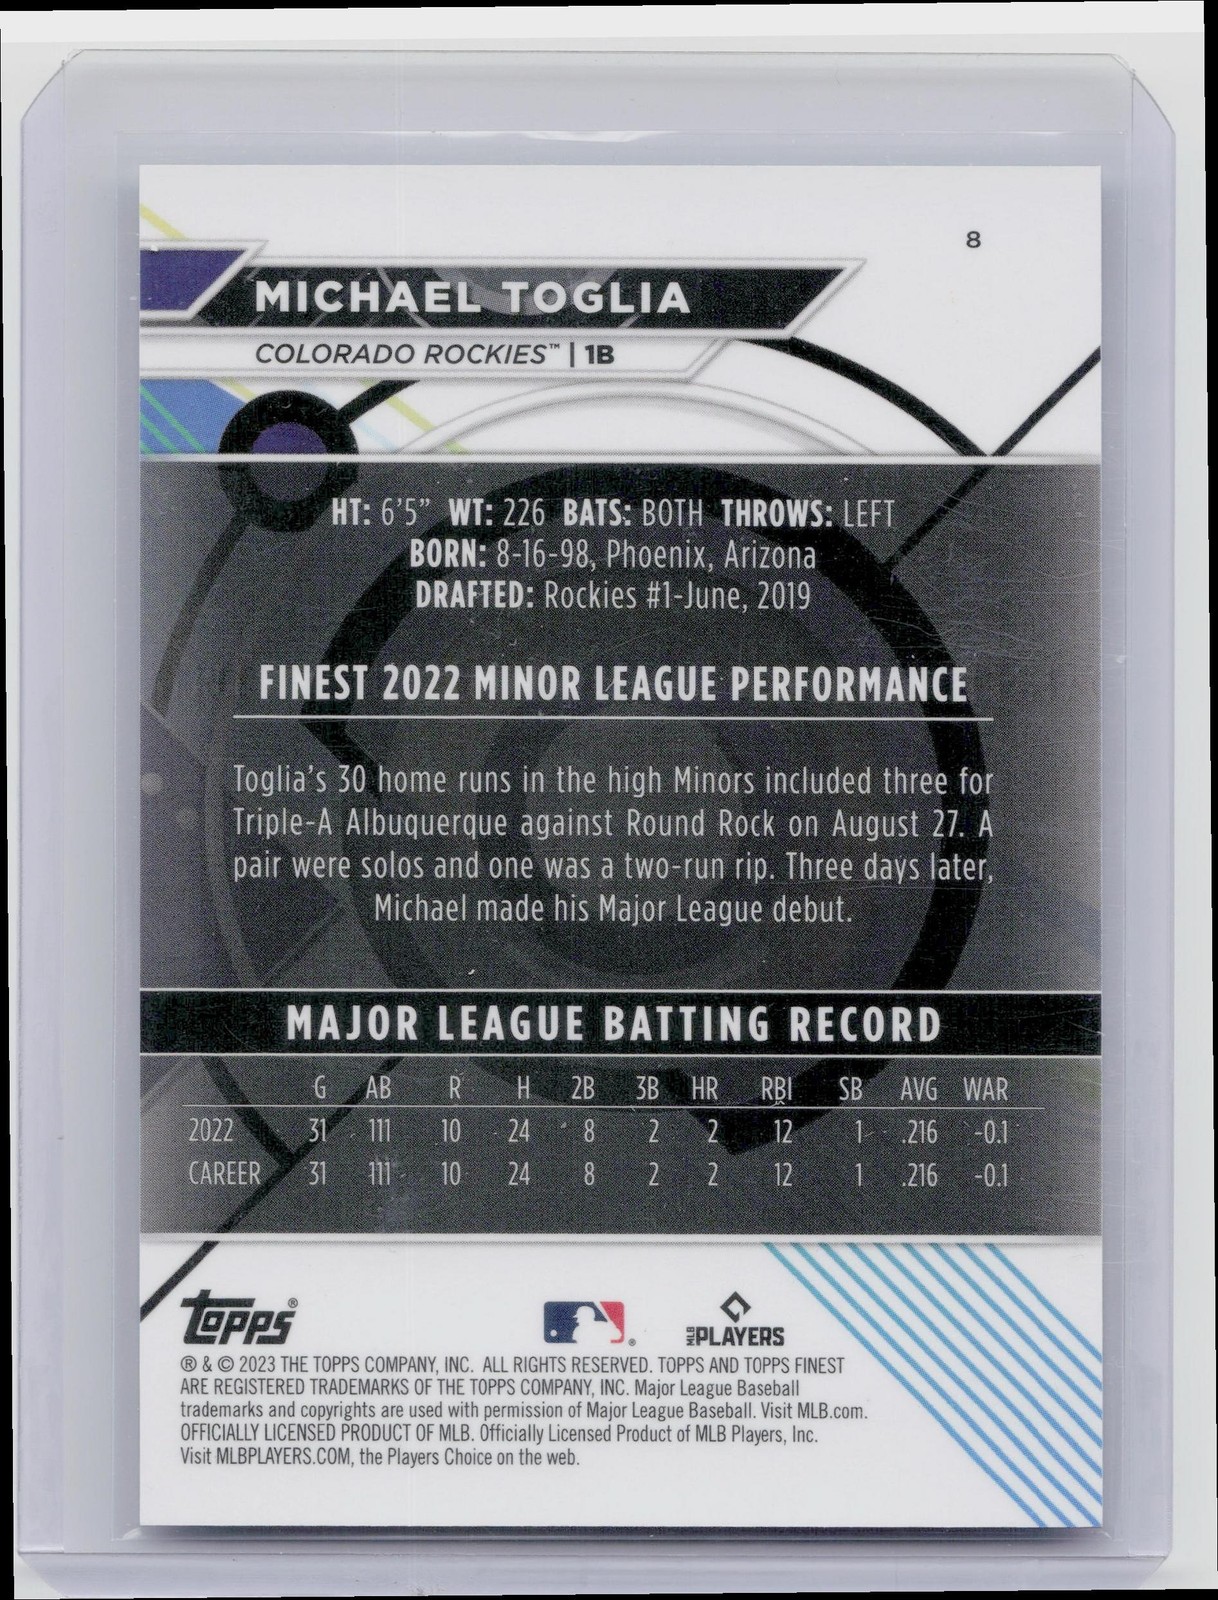 8
MICHAEL TOGLIA
COLORADO ROCKIES™ | 1B
HT: 6'5" WT: 226 BATS: BOTH THROWS: LEFT
BORN: 8-16-98, Phoenix, Arizona
DRAFTED: Rockies #1-June, 2019
FINEST 2022 MINOR LEAGUE PERFORMANCE
Toglia's 30 home runs in the high Minors included three for
Triple-A Albuquerque against Round Rock on August 27. A
pair were solos and one was a two-run rip. Three days later,
Michael made his Major League debut.
MAJOR LEAGUE BATTING RECORD
G AB R H 2B 3B HR RBI SB AVG WAR
2022 31 111 10 24 8 2 2 12 1 .216 -0.1
CAREER 31 111 10 24 8 2 2 12 1 .216 -0.1
topps®
® MLB PLAYERS
® & © 2023 THE TOPPS COMPANY, INC. ALL RIGHTS RESERVED. TOPPS AND TOPPS FINEST
ARE REGISTERED TRADEMARKS OF THE TOPPS COMPANY, INC. Major League Baseball
trademarks and copyrights are used with permission of Major League Baseball. Visit MLB.com.
OFFICIALLY LICENSED PRODUCT OF MLB. Officially Licensed Product of MLB Players, Inc.
Visit MLBPLAYERS.COM, the Players Choice on the web.